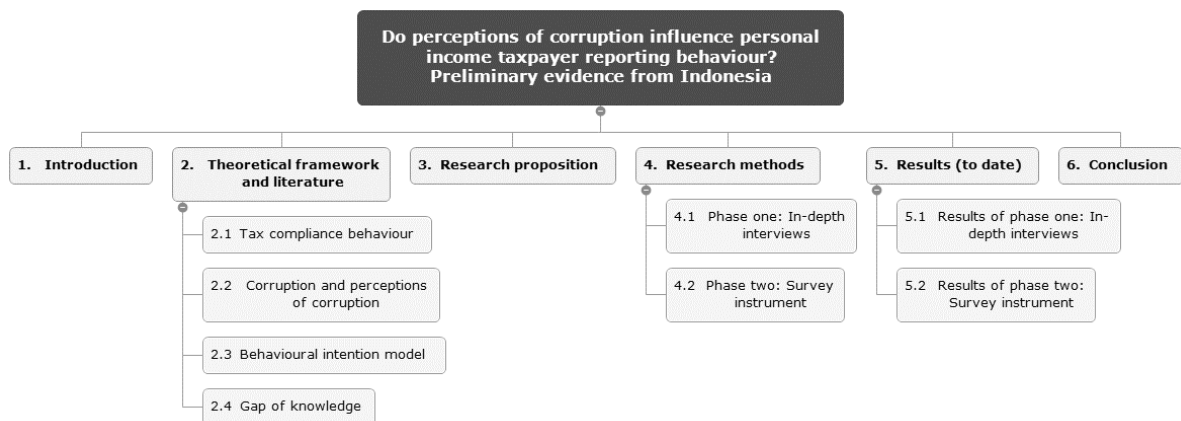 Do perceptions of corruption influence personal
income taxpayer reporting behaviour?
Preliminary evidence from Indonesia
1. Introduction
2. Theoretical framework
and literature
2.1 Tax compliance behaviour
2.2 Corruption and perceptions
of corruption
2.3 Behavioural intention model
2.4 Gap of knowledge
3. Research proposition
4. Research methods
4.1 Phase one: In-depth
interviews
4.2 Phase two: Survey
instrument
5. Results (to date)
5.1 Results of phase one: In-
depth interviews
5.2 Results of phase two:
Survey instrument
6. Conclusion